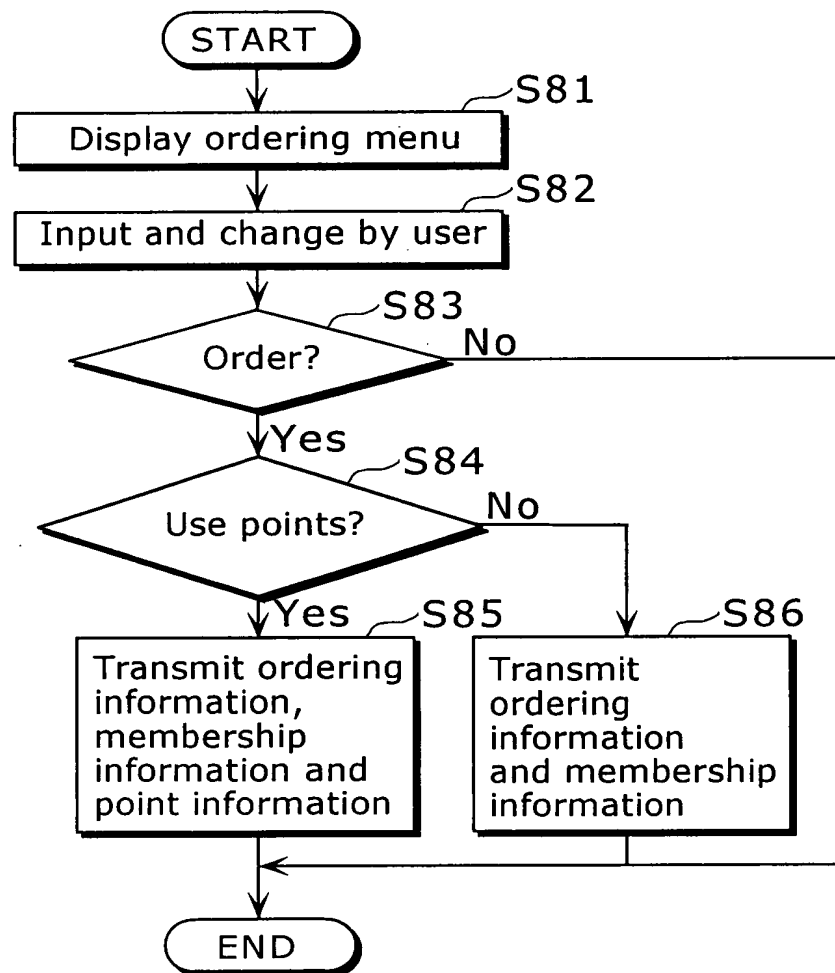 START
S81
Display ordering menu
S82
Input and change by user
S83
Order?
No
Yes
S84
Use points?
No
Yes
S85
Transmit ordering
information,
membership
information and
point information
S86
Transmit
ordering
information
and membership
information
END